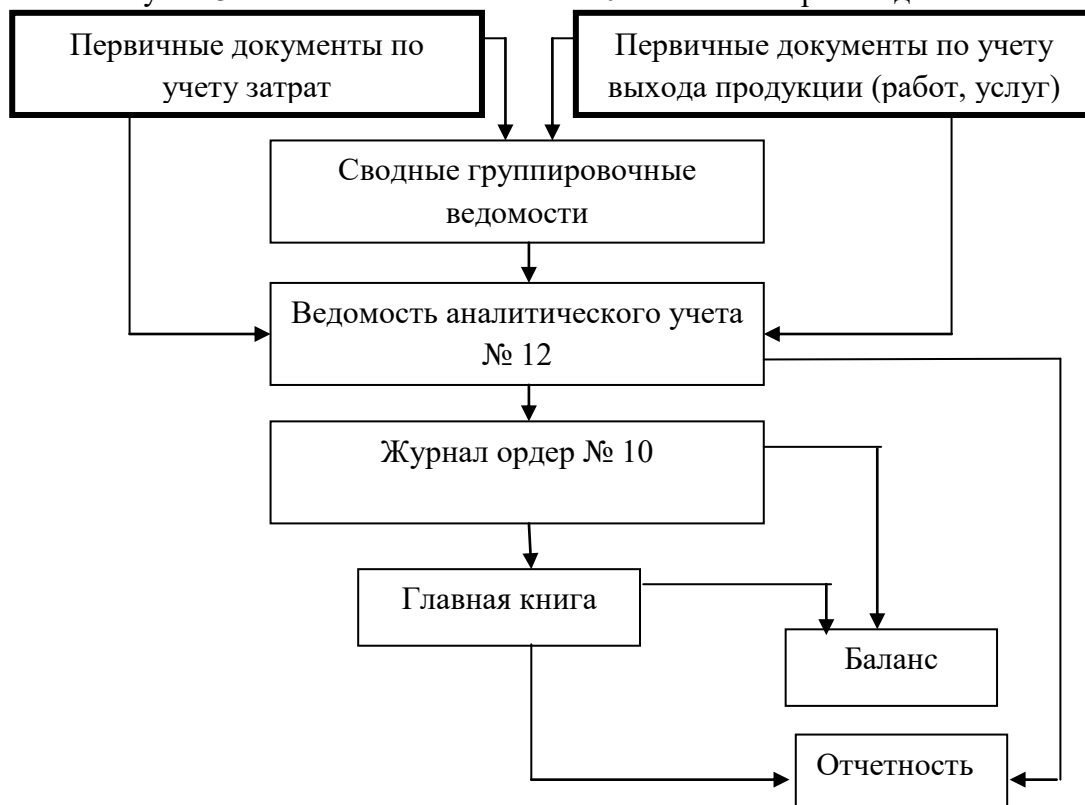 Первичные документы по
учету затрат
Первичные документы по учету
выхода продукции (работ, услуг)
Сводные группировочные
ведомости
Ведомость аналитического учета
№ 12
Журнал ордер № 10
Главная книга
Баланс
Отчетность